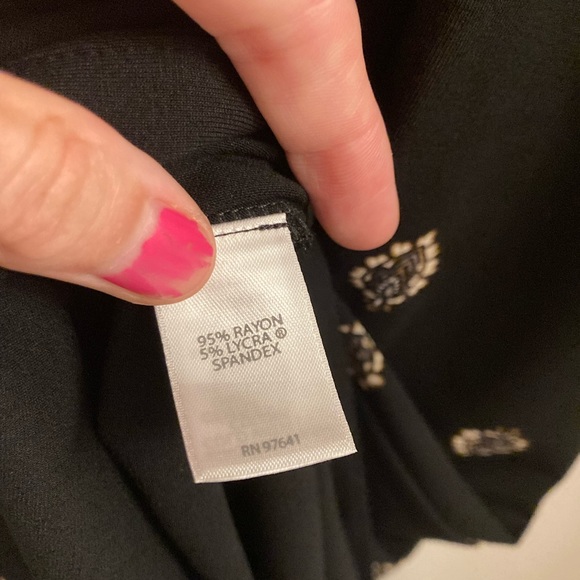 95% RAYON
5% LYCRA ®
SPANDEX
RN 97641